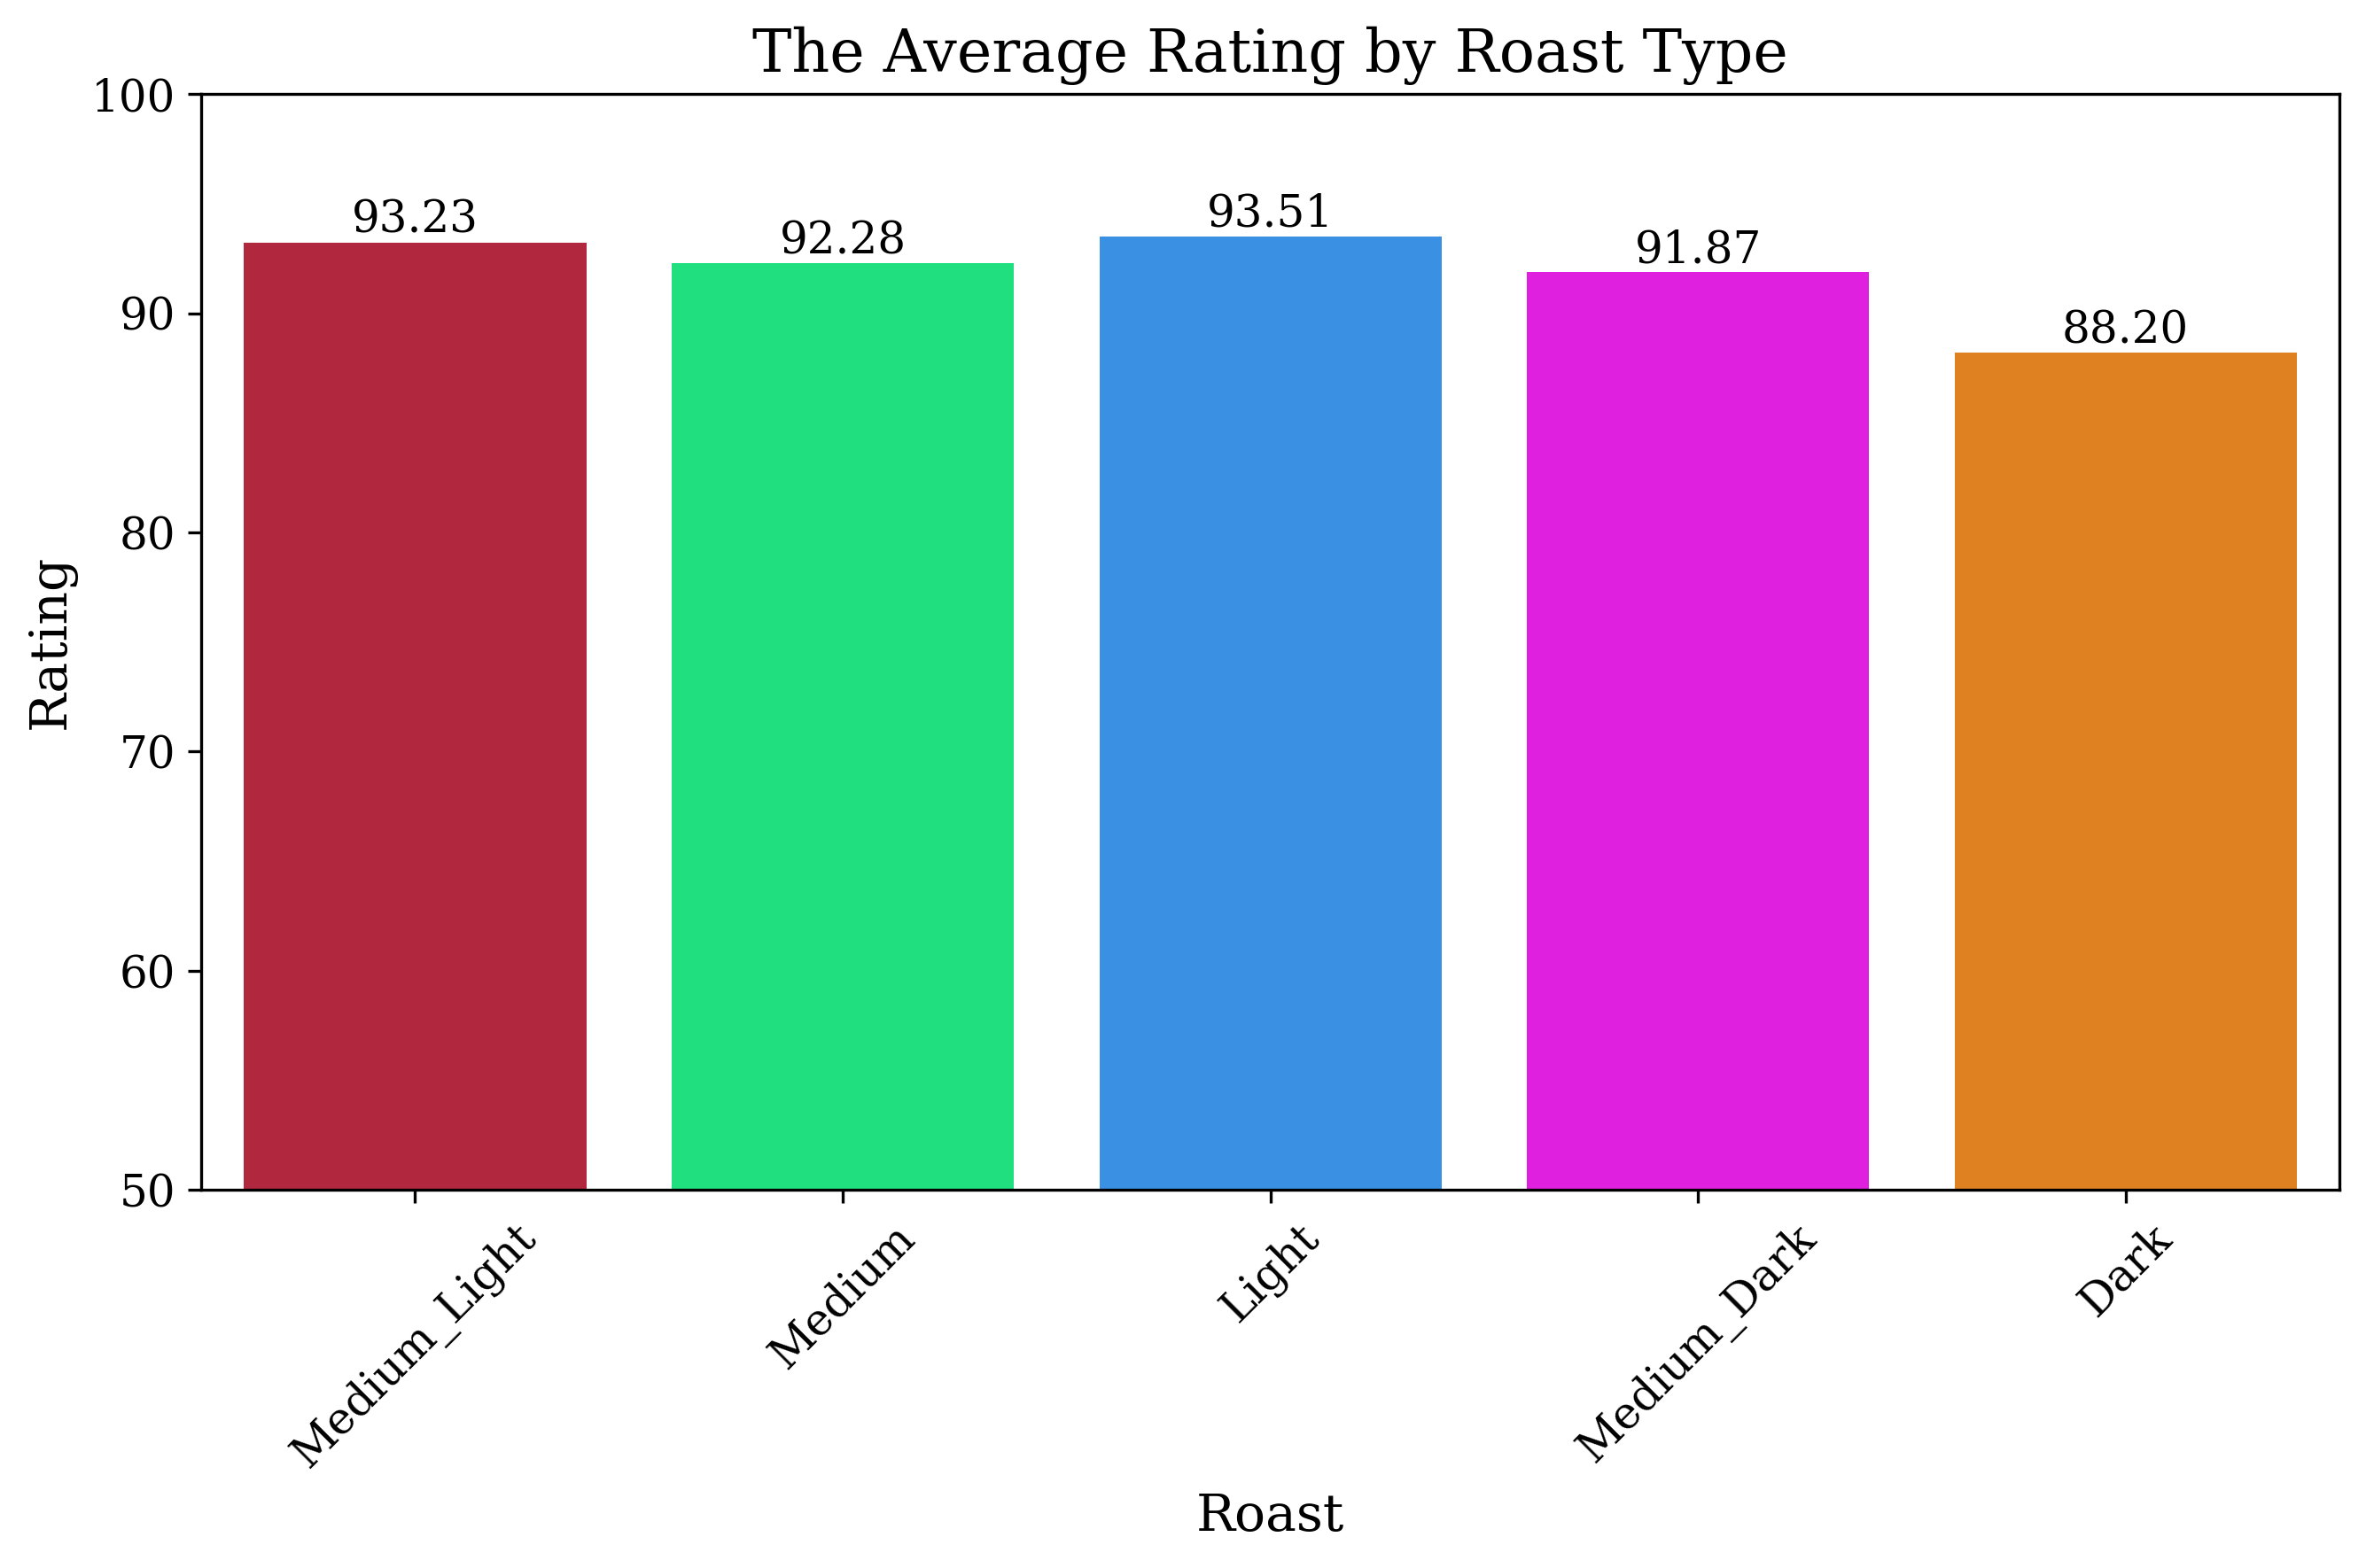 The Average Rating by Roast Type
100
90
80
70
60
50
Rating
93.23
92.28
93.51
91.87
88.20
Medium_Light
Medium
Light
Medium_Dark
Dark
Roast